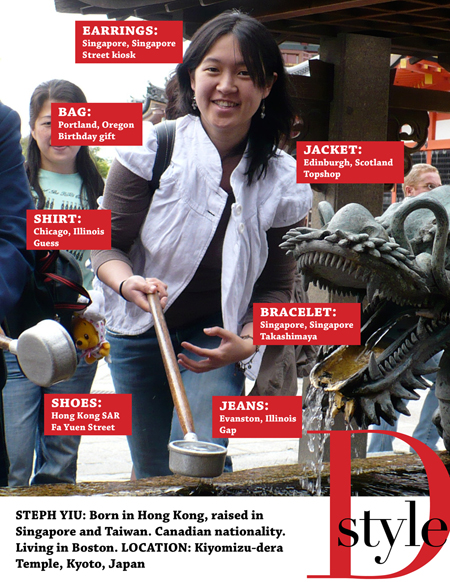 EARRINGS:
Singapore, Singapore
Street kiosk
BAG:
Portland, Oregon
Birthday gift
JACKET:
Edinburgh, Scotland
Topshop
SHIRT:
Chicago, Illinois
Guess
BRACELET:
Singapore, Singapore
Takashimaya
SHOES:
Hong Kong SAR
Fa Yuen Street
JEANS:
Evanston, Illinois
Gap
D
style
STEPH YIU: Born in Hong Kong, raised in
Singapore and Taiwan. Canadian nationality.
Living in Boston. LOCATION: Kiyomizu-dera
Temple, Kyoto, Japan